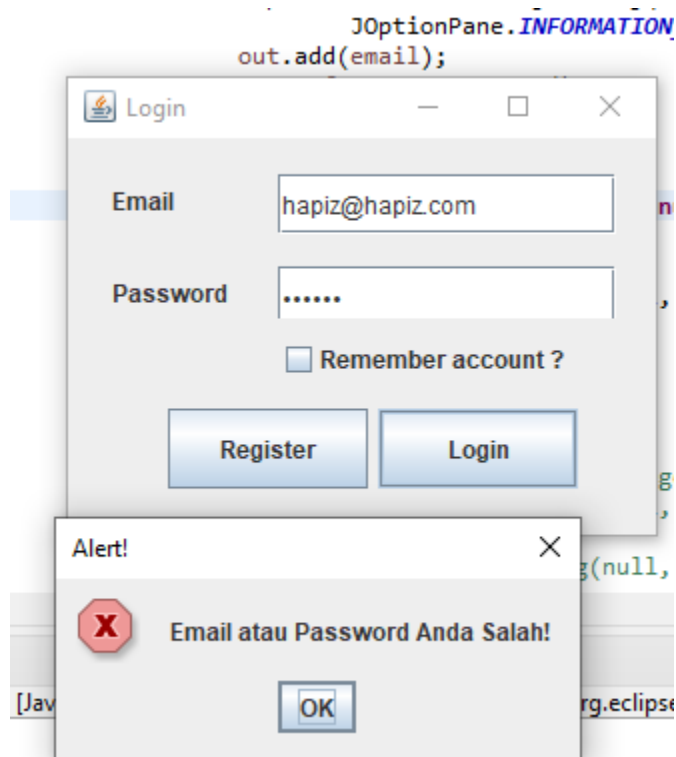 JOptionPane.INFORMATION
out.add(email);
Login
Email
hapiz@hapiz.com
Password
Remember account ?
Register
Login
Alert!
g(null,
Email atau Password Anda Salah!
OK
[Jav
rg.eclipse